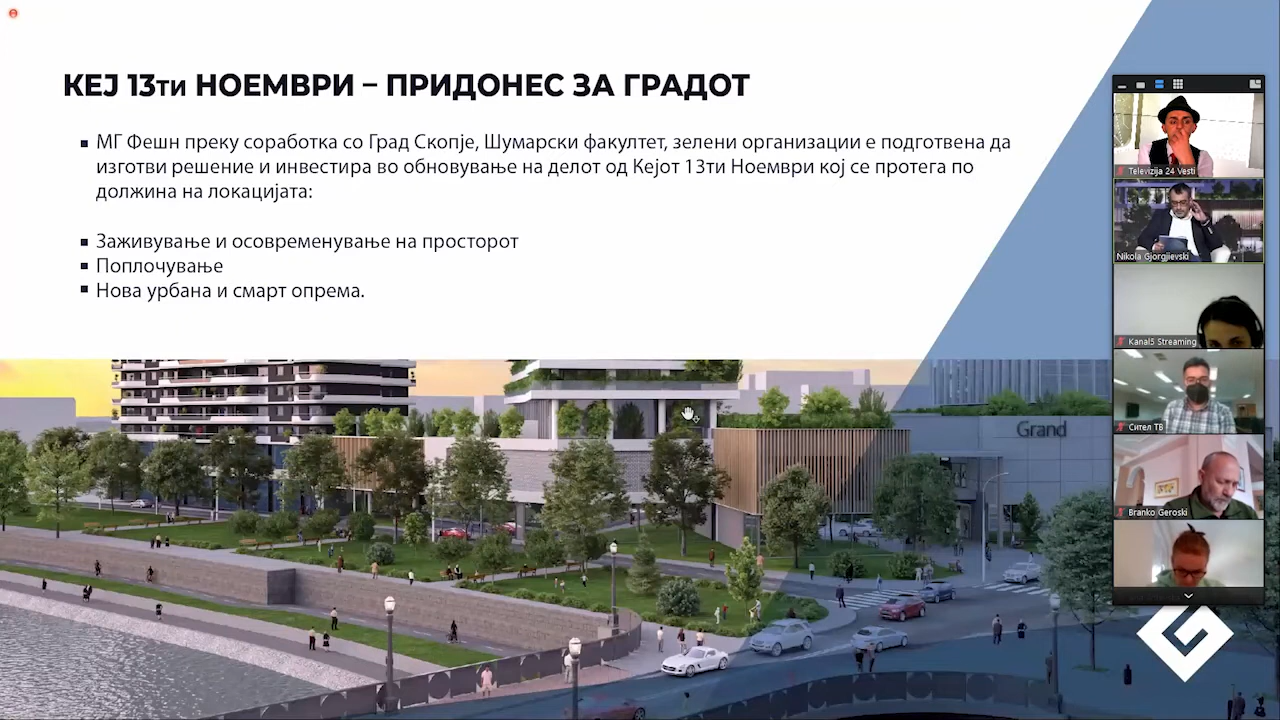 КЕЈ 13ти НОЕМВРИ – ПРИДОНЕС ЗА ГРАДОТ
МГ Фешн преку соработка со Град Скопје, Шумарски факултет, зелени организации е подготвена да
изготви решение и инвестира во обновување на делот од Кејот 13ти Ноември кој се протега по
должина на локацијата:
Заживување и осовременување на просторот
Поплочување
Нова урбана и смарт опрема.
Grand
Televizija 24 Vesti
Nikola Gjorgjievski
Kanal5 Streaming
Сител ТВ
Branko Geroski